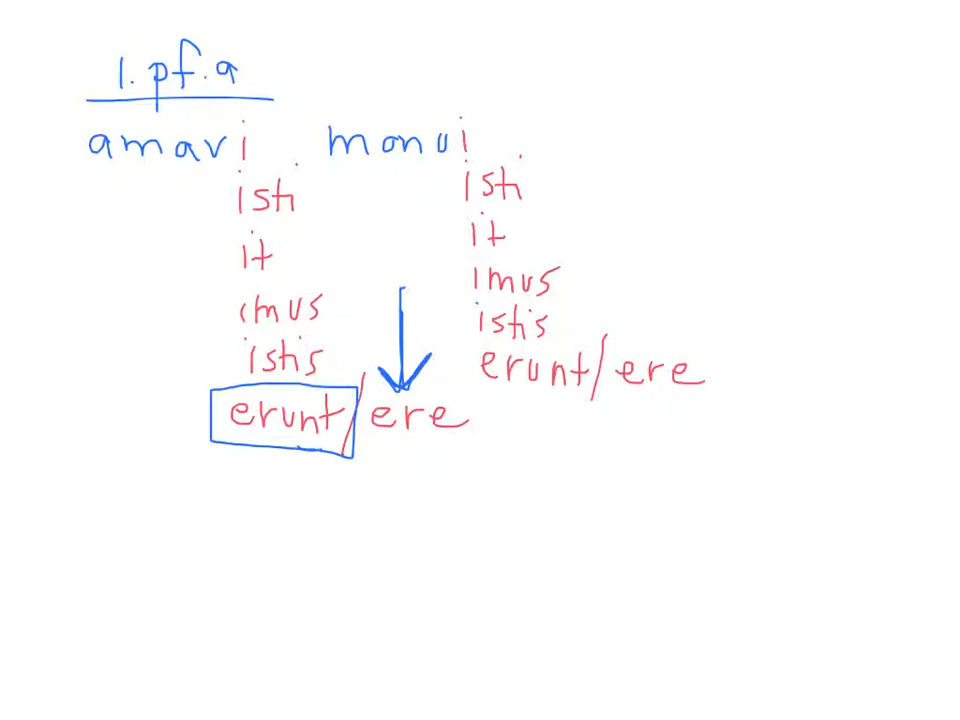 1. pf. a
amavi monui
isti isti
it it
imus imus
istis istis
erunt/ere erunt/ere